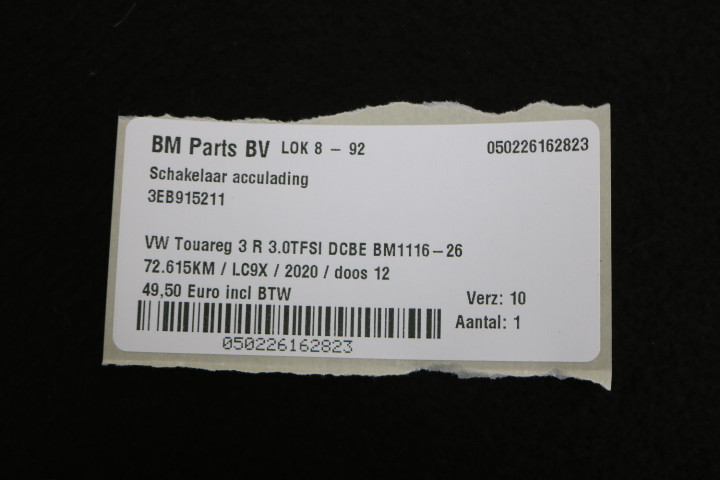 BM Parts BV LOK 8 - 92 050226162823
Schakelaar acculading
3EB915211
VW Touareg 3 R 3.0TFSI DCBE BM1116-26
72.615KM / LC9X / 2020 / doos 12
49,50 Euro incl BTW Verz: 10
Aantal: 1
050226162823